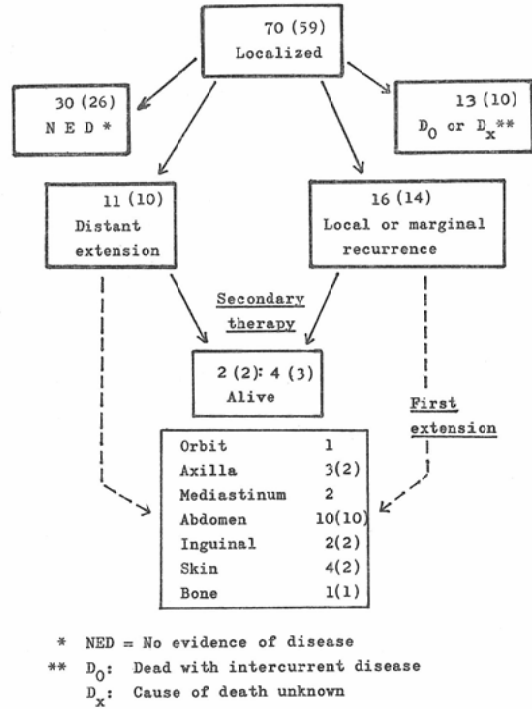 70 (59)
Localized
30 (26)
N E D *
13 (10)
D0 or Dx**
11 (10)
Distant
extension
16 (14)
Local or marginal
recurrence
Secondary
therapy
2 (2): 4 (3)
Alive
First
extension
Orbit 1
Axilla 3(2)
Mediastinum 2
Abdomen 10(10)
Inguinal 2(2)
Skin 4(2)
Bone 1(1)
* NED = No evidence of disease
** D0: Dead with intercurrent disease
Dx: Cause of death unknown